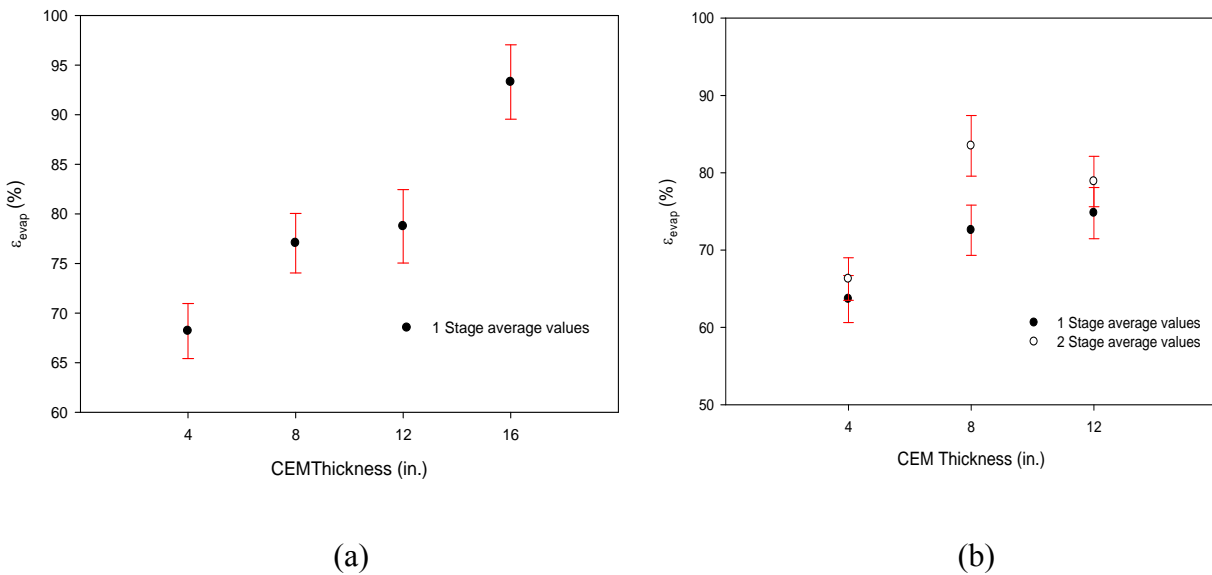 100
95
90
85
80
75
70
65
60
εevap (%)
4 8 12 16
CEMThickness (in.)
1 Stage average values
(a)
100
90
80
70
60
50
εevap (%)
4 8 12
CEM Thickness (in.)
1 Stage average values
2 Stage average values
(b)